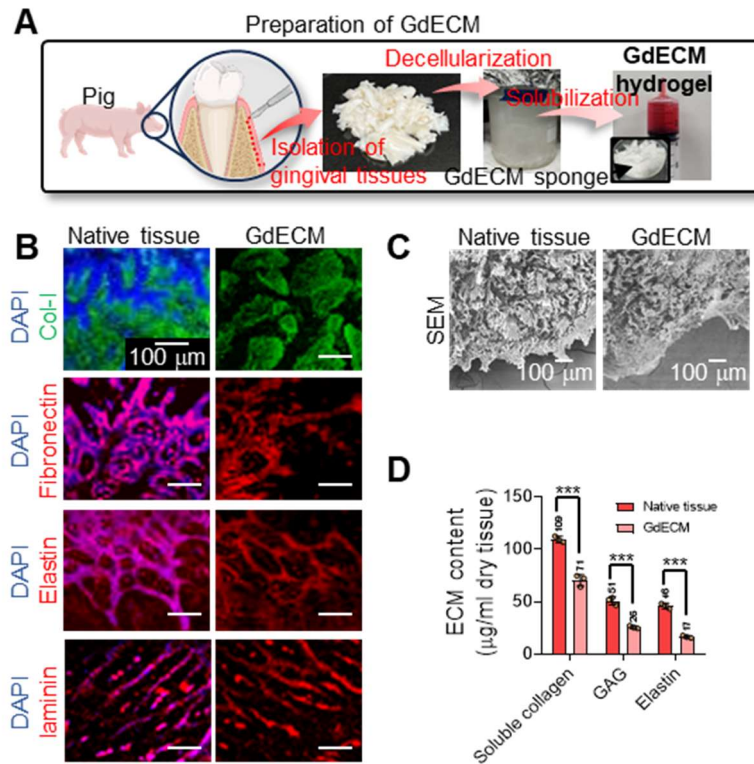 A
Preparation of GdECM
Pig
Isolation of
gingival tissues
Decellularization
GdECM sponge
Solubilization
GdECM
hydrogel
B
Native tissue GdECM
DAPI
Col-I
100 μm
DAPI
Fibronectin
DAPI
Elastin
DAPI
laminin
C
Native tissue GdECM
SEM
100 μm
100 μm
D
ECM content
(μg/ml dry tissue)
150
100
50
0
Native tissue
GdECM
***
***
***
109
71
51
26
46
17
Soluble collagen
GAG
Elastin